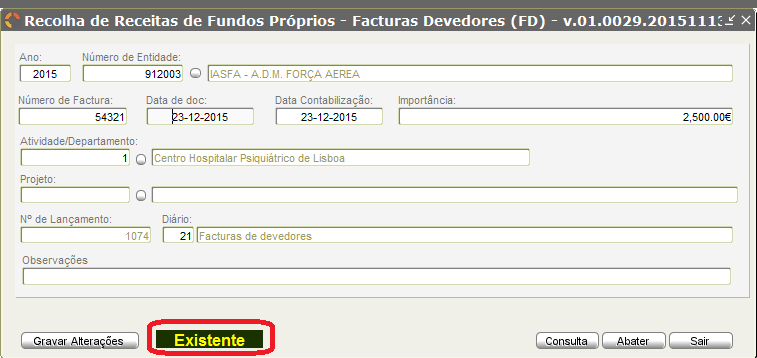 Recolha de Receitas de Fundos Próprios - Facturas Devedores (FD) - v.01.0029.2015111
Ano: Número de Entidade:
2015 912003 IASFA - A.D.M. FORÇA AEREA
Número de Factura: Data de doc: Data Contabilização: Importância:
54321 23-12-2015 23-12-2015 2,500.00€
Atividade/Departamento:
1 Centro Hospitalar Psiquiátrico de Lisboa
Projeto:
Nº de Lançamento: Diário:
1074 21 Facturas de devedores
Observações
Gravar Alterações Existente Consulta Abater Sair